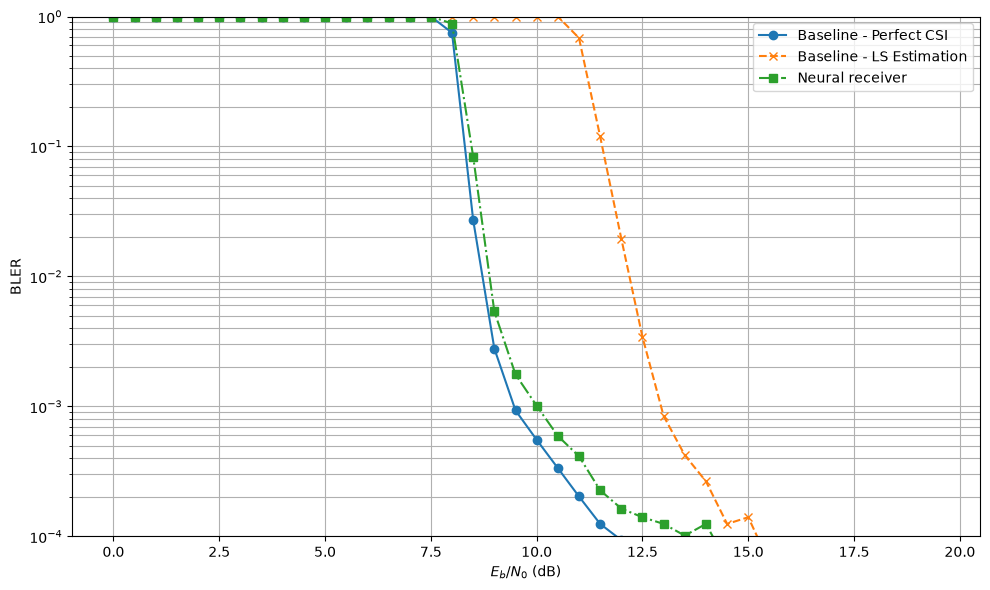 10⁰
10⁻¹
10⁻²
10⁻³
10⁻⁴
BLER
0.0 2.5 5.0 7.5 10.0 12.5 15.0 17.5 20.0
E_b/N_0 (dB)
Baseline - Perfect CSI
Baseline - LS Estimation
Neural receiver